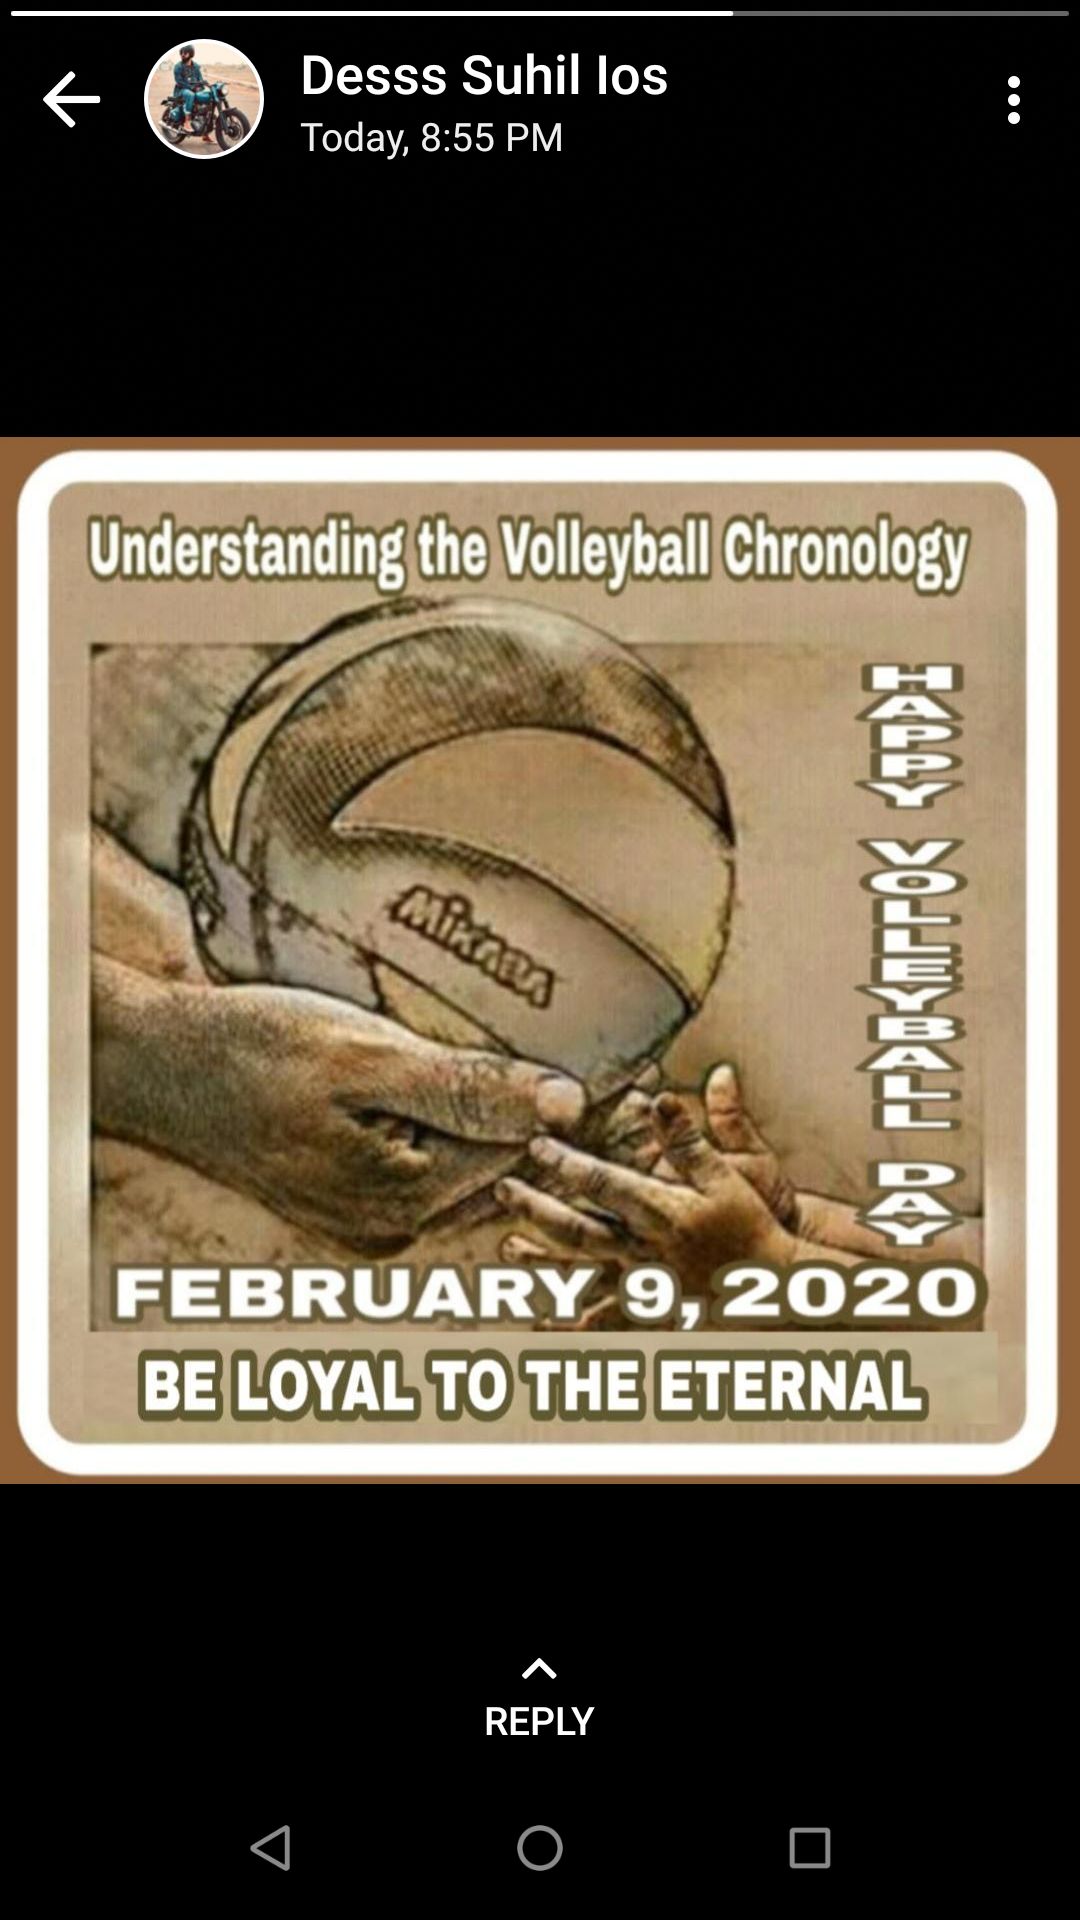 Desss Suhil Ios
Today, 8:55 PM
Understanding the Volleyball Chronology
HAPPY VOLLEYBALL DAY
MiKASA
FEBRUARY 9, 2020
BE LOYAL TO THE ETERNAL
REPLY